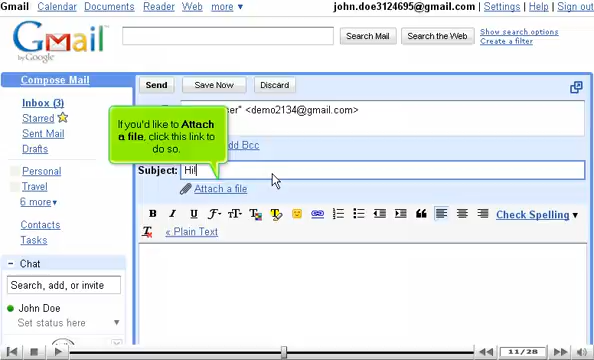 Gmail Calendar Documents Reader Web more ▼ john.doe3124695@gmail.com | Settings | Help | Sign out
Gmail by Google Search Mail Search the Web Show search options
Create a filter
Compose Mail Send Save Now Discard
Inbox (3) ser" <demo2134@gmail.com>
Starred
Sent Mail
Drafts
If you'd like to Attach
a file, click this link to
do so.
dd Bcc
Subject: Hi!
Attach a file
Personal
Travel
6 more▼
Contacts
Tasks
B I Check Spelling ▼
« Plain Text
– Chat
Search, add, or invite
John Doe
Set status here
11/28